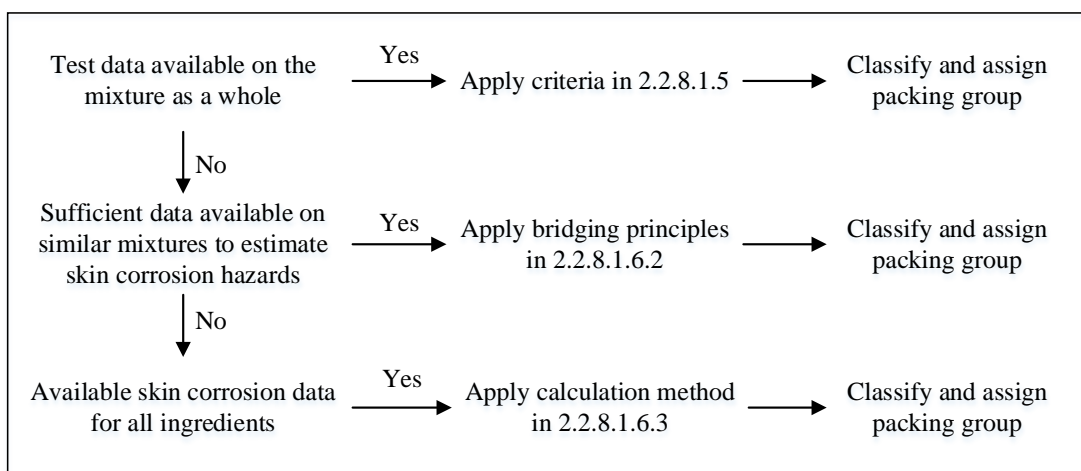 Test data available on the
mixture as a whole
Yes
Apply criteria in 2.2.8.1.5
Classify and assign
packing group
No
Sufficient data available on
similar mixtures to estimate
skin corrosion hazards
Yes
Apply bridging principles
in 2.2.8.1.6.2
Classify and assign
packing group
No
Available skin corrosion data
for all ingredients
Yes
Apply calculation method
in 2.2.8.1.6.3
Classify and assign
packing group